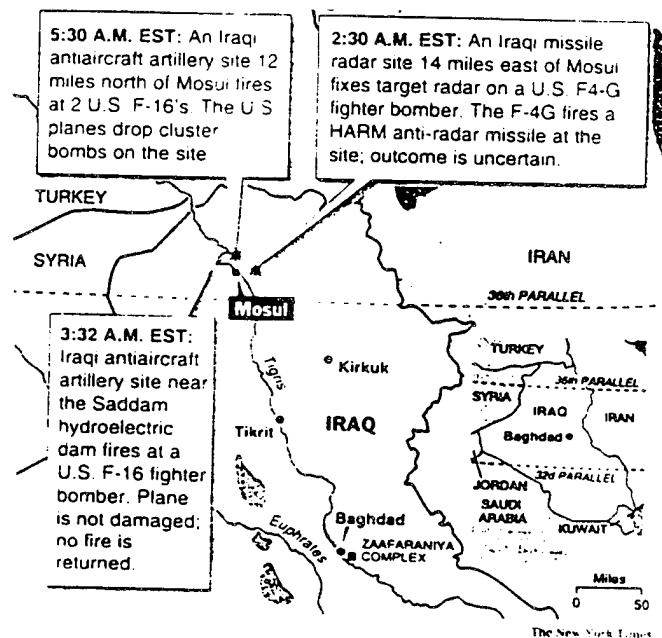 5:30 A.M. EST: An Iraqi
antiaircraft artillery site 12
miles north of Mosul fires
at 2 U.S. F-16's. The U S
planes drop cluster
bombs on the site
2:30 A.M. EST: An Iraqi missile
radar site 14 miles east of Mosul
fixes target radar on a U.S. F4-G
fighter bomber. The F-4G fires a
HARM anti-radar missile at the
site; outcome is uncertain.
TURKEY
SYRIA
IRAN
36th PARALLEL
Mosul
3:32 A.M. EST:
Iraqi antiaircraft
artillery site near
the Saddam
hydroelectric
dam fires at a
U.S. F-16 fighter
bomber. Plane
is not damaged;
no fire is
returned.
Tigris
Kirkuk
Tikrit
IRAQ
Euphrates
Baghdad
ZAAFARANIYA
COMPLEX
TURKEY
36th PARALLEL
SYRIA
IRAQ
IRAN
Baghdad
32d PARALLEL
JORDAN
SAUDI
ARABIA
KUWAIT
Miles
0 50
The New York Times